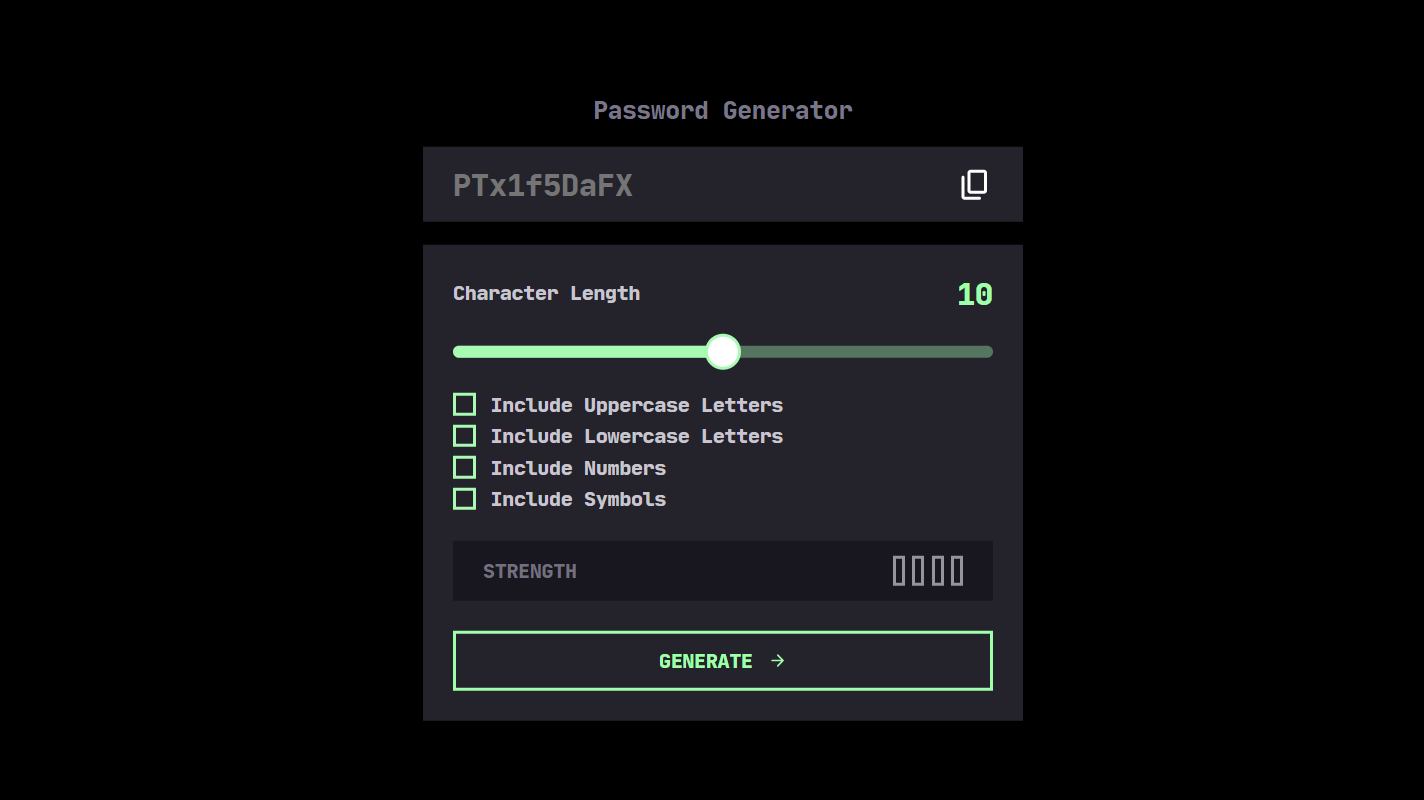 Password Generator
PTx1f5DaFX
Character Length
10
Include Uppercase Letters
Include Lowercase Letters
Include Numbers
Include Symbols
STRENGTH
GENERATE →